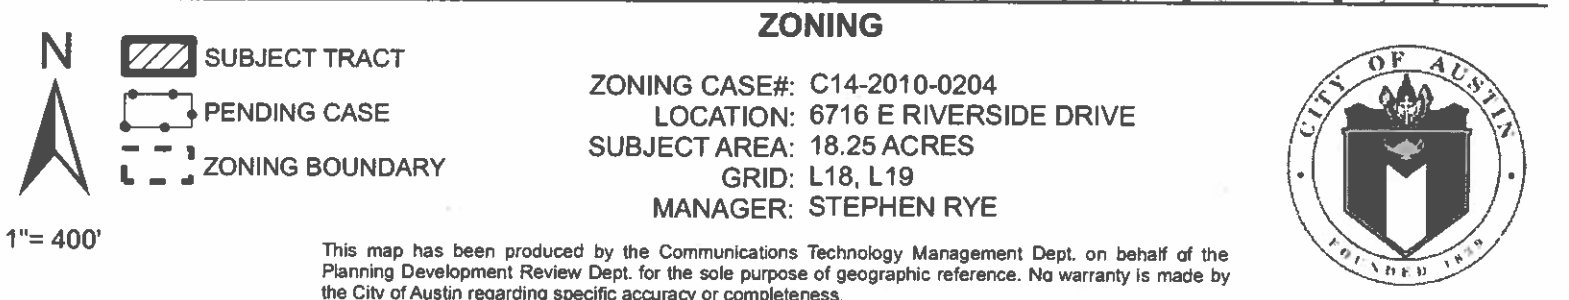 ZONING
N
SUBJECT TRACT
PENDING CASE
ZONING BOUNDARY
1"= 400'
ZONING CASE#: C14-2010-0204
LOCATION: 6716 E RIVERSIDE DRIVE
SUBJECT AREA: 18.25 ACRES
GRID: L18, L19
MANAGER: STEPHEN RYE
This map has been produced by the Communications Technology Management Dept. on behalf of the
Planning Development Review Dept. for the sole purpose of geographic reference. No warranty is made by
the City of Austin regarding specific accuracy or completeness.
CITY OF AUSTIN
FOUNDED 1839